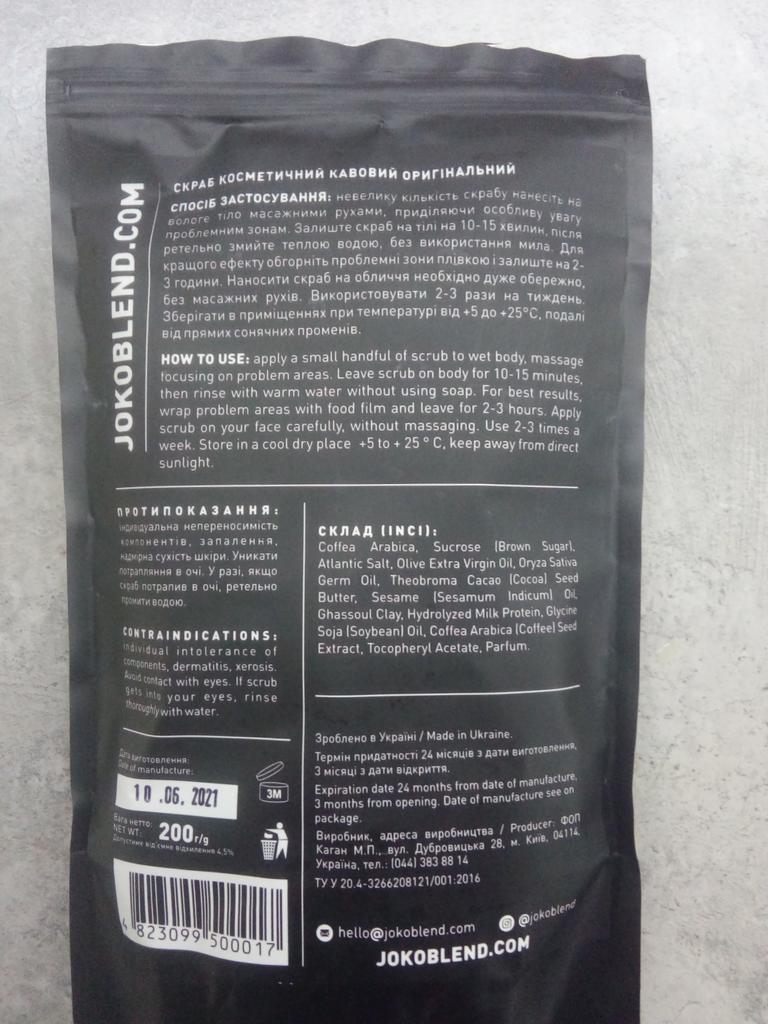 JOKOBLEND.COM
СКРАБ КОСМЕТИЧНИЙ КАВОВИЙ ОРИГІНАЛЬНИЙ
СПОСІБ ЗАСТОСУВАННЯ: невелику кількість скрабу нанесіть на
вологе тіло масажними рухами, приділяючи особливу увагу
проблемним зонам. Залиште скраб на тілі на 10-15 хвилин, після
ретельно змийте теплою водою, без використання мила. Для
кращого ефекту обгорніть проблемні зони плівкою і залиште на 2-
3 години. Наносити скраб на обличчя необхідно дуже обережно,
без масажних рухів. Використовувати 2-3 рази на тиждень.
Зберігати в приміщеннях при температурі від +5 до +25°С, подалі
від прямих сонячних променів.
HOW TO USE: apply a small handful of scrub to wet body, massage
focusing on problem areas. Leave scrub on body for 10-15 minutes,
then rinse with warm water without using soap. For best results,
wrap problem areas with food film and leave for 2-3 hours. Apply
scrub on your face carefully, without massaging. Use 2-3 times a
week. Store in a cool dry place +5 to + 25 ° C, keep away from direct
sunlight.
ПРОТИПОКАЗАННЯ:
індивідуальна непереносимість
компонентів, запалення,
надмірна сухість шкіри. Уникати
потрапляння в очі. У разі, якщо
скраб потрапив в очі, ретельно
промити водою.
CONTRAINDICATIONS:
individual intolerance of
components, dermatitis, xerosis.
Avoid contact with eyes. If scrub
gets into your eyes, rinse
thoroughly with water.
Дата виготовлення:
Date of manufacture:
10.06.2021
3M
Вага нетто:
NET WT: 200г/g
Допустиме від'ємне відхилення 4,5%
4 823099 500017
СКЛАД (INCI):
Coffea Arabica, Sucrose (Brown Sugar),
Atlantic Salt, Olive Extra Virgin Oil, Oryza Sativa
Germ Oil, Theobroma Cacao (Cocoa) Seed
Butter, Sesame (Sesamum Indicum) Oil,
Ghassoul Clay, Hydrolyzed Milk Protein, Glycine
Soja (Soybean) Oil, Coffea Arabica (Coffee) Seed
Extract, Tocopheryl Acetate, Parfum.
Зроблено в Україні / Made in Ukraine.
Термін придатності 24 місяців з дати виготовлення,
3 місяці з дати відкриття.
Expiration date 24 months from date of manufacture,
3 months from opening. Date of manufacture see on
package.
Виробник, адреса виробництва / Producer: ФОП
Каган М.П., вул. Дубровицька 28, м. Київ, 04114,
Україна, тел.: (044) 383 88 14
ТУ У 20.4-3266208121/001:2016
hello@jokoblend.com @jokoblend
JOKOBLEND.COM